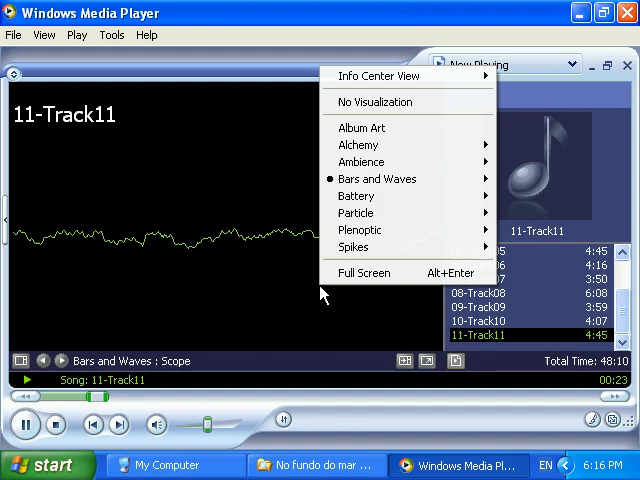 Windows Media Player
File View Play Tools Help
Now Playing
11-Track11
Info Center View
No Visualization
Album Art
Alchemy
Ambience
Bars and Waves
Battery
Particle
Plenoptic
Spikes
Full Screen Alt+Enter
11-Track11
4:45
4:16
3:50
08-Track08 6:08
09-Track09 3:59
10-Track10 4:07
11-Track11 4:45
Bars and Waves : Scope
Total Time: 48:10
Song: 11-Track11 00:23
start My Computer No fundo do mar ... Windows Media Pl... EN 6:16 PM